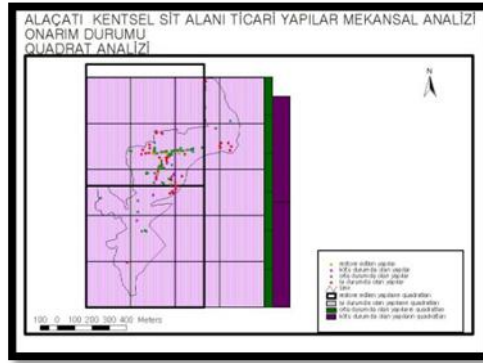 ALAÇATI KENTSEL SİT ALANI TİCARİ YAPILAR MEKANSAL ANALİZİ
ONARIM DURUMU
QUADRAT ANALİZİ
N
restore edilen yapılar
kötü durumda olan yapılar
orta durumda olan yapılar
iyi durumda olan yapılar
restore edilen yapıların quadratları
iyi durumda olan yapıların quadratları
orta durumda olan yapıların quadratları
kötü durumda olan yapıların quadratları
100 0 100 200 300 400 Meters